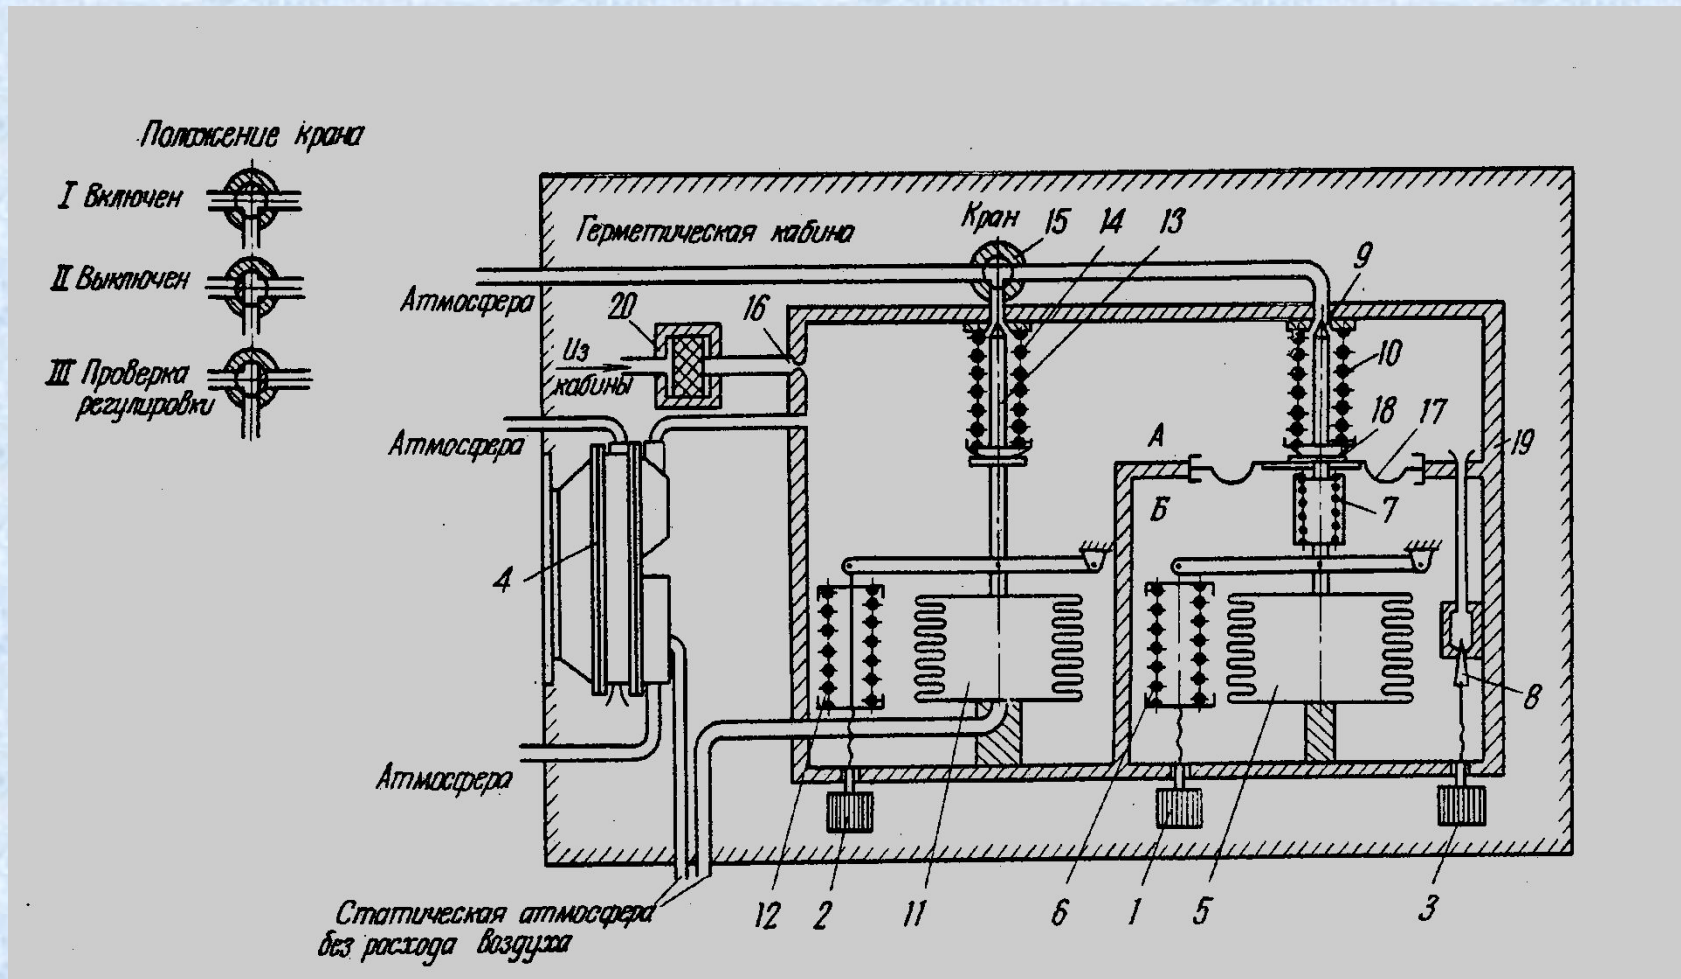 Положение крана
I Включен
II Выключен
III Проверка
регулировки
Герметическая кабина
Кран
15
14
13
9
Атмосфера
20
16
Из
кабины
10
18
17
19
Атмосфера
А
Б
7
4
8
Атмосфера
Статическая атмосфера
без расхода воздуха
12
2
11
6
1
5
3